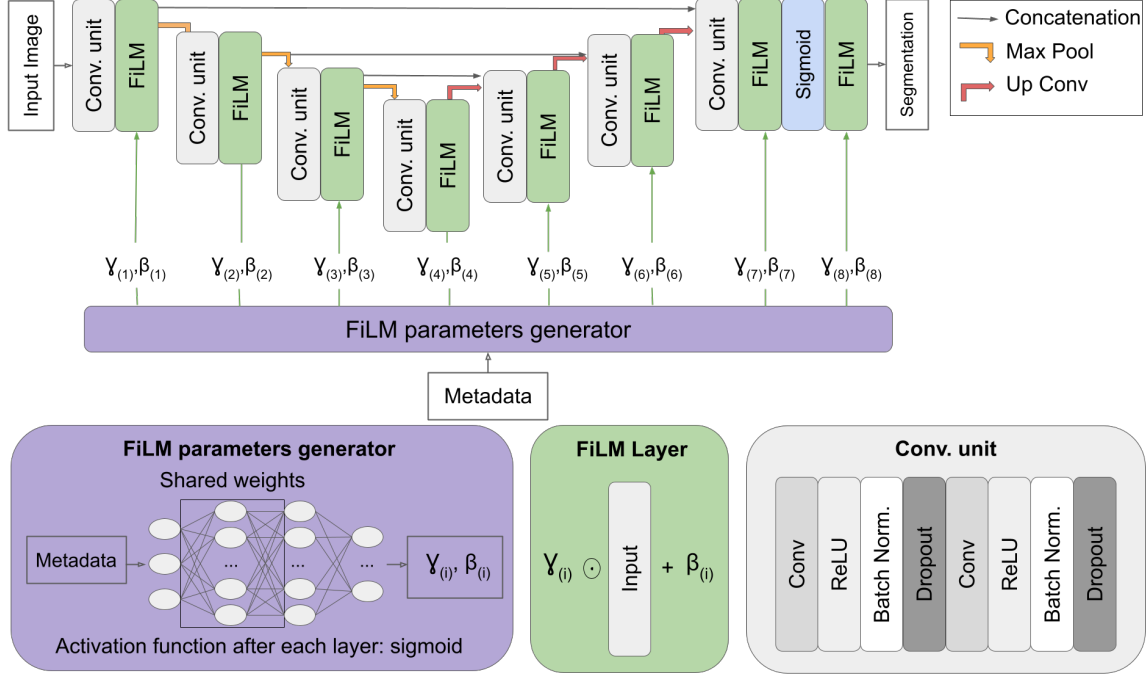 Input Image
Conv. unit
FiLM
Conv. unit
FiLM
Conv. unit
FiLM
Conv. unit
FiLM
Conv. unit
FiLM
Conv. unit
FiLM
Conv. unit
FiLM
Sigmoid
FiLM
Segmentation
Concatenation
Max Pool
Up Conv
γ(1),β(1)
γ(2),β(2)
γ(3),β(3)
γ(4),β(4)
γ(5),β(5)
γ(6),β(6)
γ(7),β(7)
γ(8),β(8)
FiLM parameters generator
Metadata
FiLM parameters generator
Shared weights
Metadata
...
...
...
γ(i), β(i)
Activation function after each layer: sigmoid
FiLM Layer
γ(i) ⊙ Input + β(i)
Conv. unit
Conv
ReLU
Batch Norm.
Dropout
Conv
ReLU
Batch Norm.
Dropout